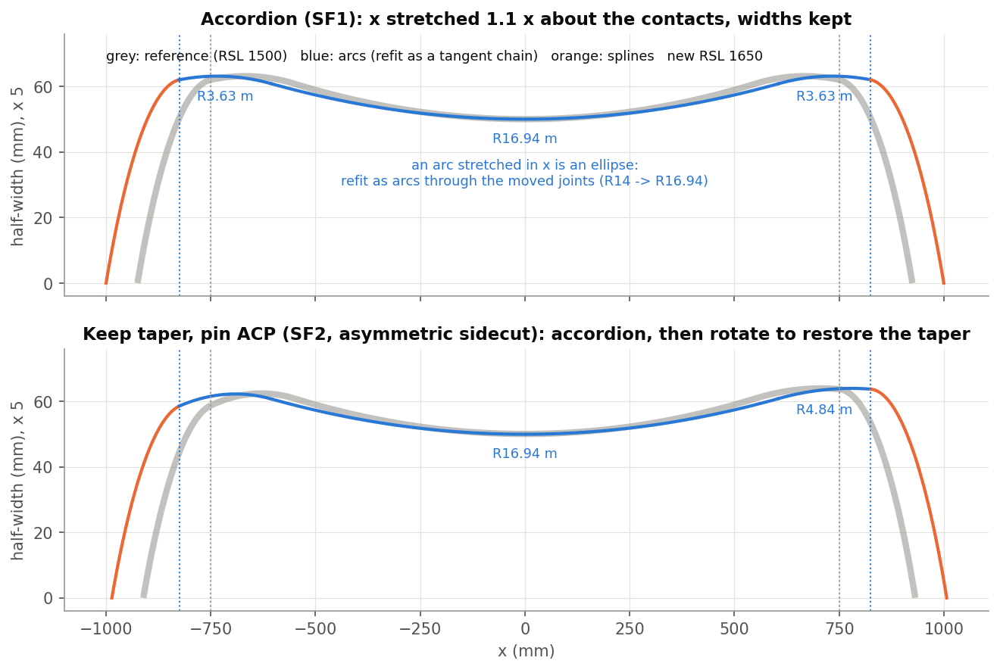 Accordion (SF1): x stretched 1.1 x about the contacts, widths kept
grey: reference (RSL 1500)   blue: arcs (refit as a tangent chain)   orange: splines   new RSL 1650
R3.63 m
R3.63 m
R16.94 m
an arc stretched in x is an ellipse:
refit as arcs through the moved joints (R14 -> R16.94)
half-width (mm), x 5
60
40
20
0
Keep taper, pin ACP (SF2, asymmetric sidecut): accordion, then rotate to restore the taper
R4.84 m
R16.94 m
half-width (mm), x 5
60
40
20
0
−1000
−750
−500
−250
0
250
500
750
1000
x (mm)